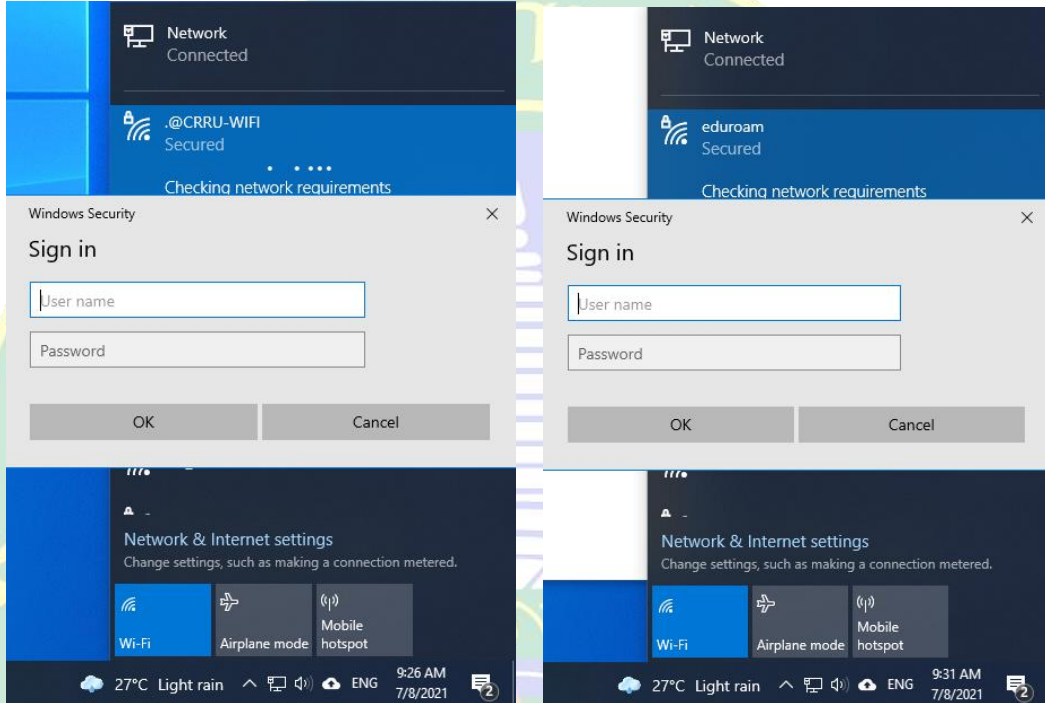 Network
Connected
.@CRRU-WIFI
Secured
Checking network requirements
Windows Security
Sign in
User name
Password
OK
Cancel
Network & Internet settings
Change settings, such as making a connection metered.
Wi-Fi
Airplane mode
Mobile
hotspot
27°C Light rain
ENG
9:26 AM
7/8/2021
2
Network
Connected
eduroam
Secured
Checking network requirements
Windows Security
Sign in
User name
Password
OK
Cancel
Network & Internet settings
Change settings, such as making a connection metered.
Wi-Fi
Airplane mode
Mobile
hotspot
27°C Light rain
ENG
9:31 AM
7/8/2021
2